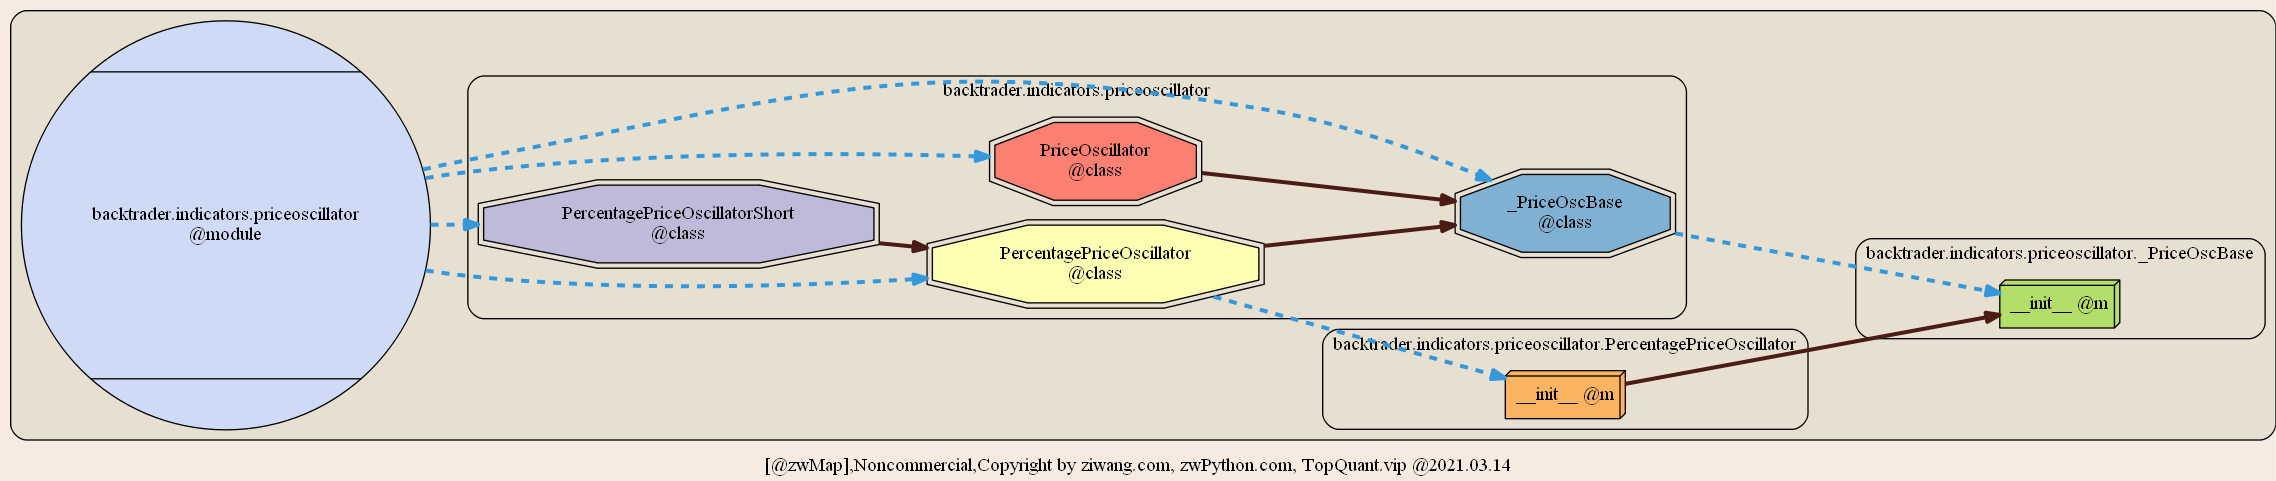 backtrader.indicators.priceoscillator
@module
backtrader.indicators.priceoscillator
PriceOscillator
@class
PercentagePriceOscillatorShort
@class
PercentagePriceOscillator
@class
_PriceOscBase
@class
backtrader.indicators.priceoscillator._PriceOscBase
__init__ @m
backtrader.indicators.priceoscillator.PercentagePriceOscillator
__init__ @m
[@zwMap],Noncommercial,Copyright by ziwang.com, zwPython.com, TopQuant.vip @2021.03.14